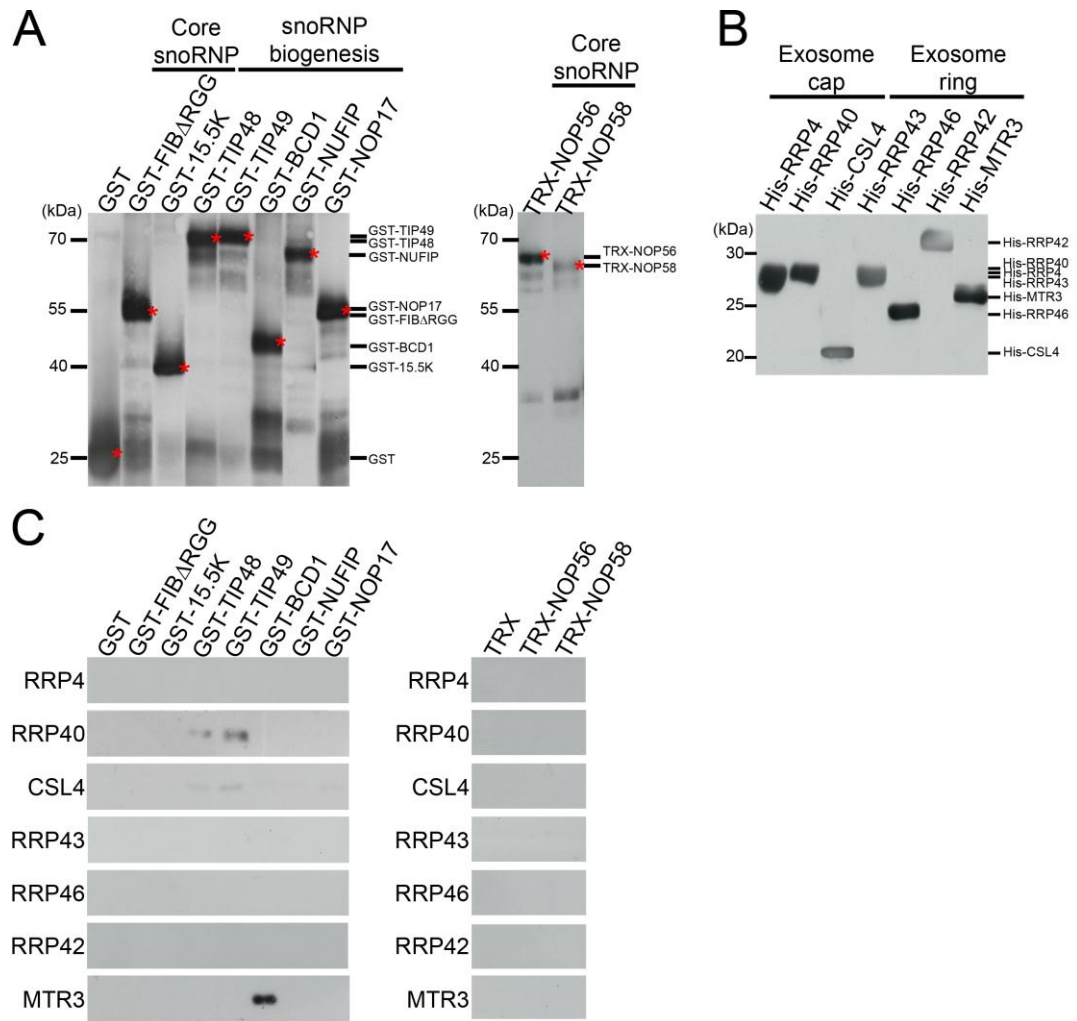 A
Core
snoRNP
snoRNP
biogenesis
GST
GST-FIBΔRGG
GST-15.5K
GST-TIP48
GST-TIP49
GST-BCD1
GST-NUFIP
GST-NOP17
(kDa)
70
55
40
25
*
*
*
*
*
*
*
*
GST-TIP49
GST-TIP48
GST-NUFIP
GST-NOP17
GST-FIBΔRGG
GST-BCD1
GST-15.5K
GST
Core
snoRNP
TRX-NOP56
TRX-NOP58
(kDa)
70
55
40
25
*
*
TRX-NOP56
TRX-NOP58
B
Exosome
cap
Exosome
ring
His-RRP4
His-RRP40
His-CSL4
His-RRP43
His-RRP46
His-RRP42
His-MTR3
(kDa)
30
25
20
His-RRP42
His-RRP40
His-RRP4
His-RRP43
His-MTR3
His-RRP46
His-CSL4
C
GST
GST-FIBΔRGG
GST-15.5K
GST-TIP48
GST-TIP49
GST-BCD1
GST-NUFIP
GST-NOP17
RRP4
RRP40
CSL4
RRP43
RRP46
RRP42
MTR3
TRX
TRX-NOP56
TRX-NOP58
RRP4
RRP40
CSL4
RRP43
RRP46
RRP42
MTR3